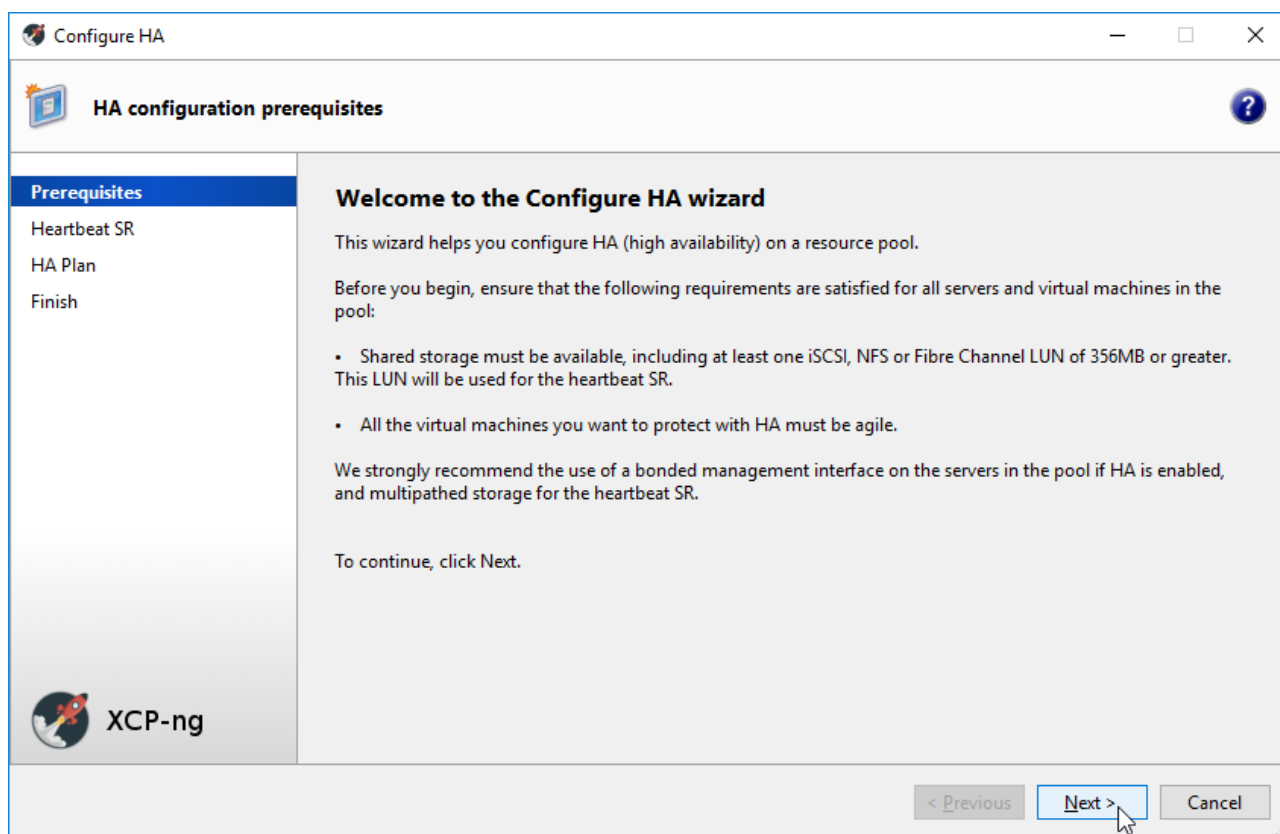 Configure HA
HA configuration prerequisites
?
Prerequisites
Heartbeat SR
HA Plan
Finish
Welcome to the Configure HA wizard
This wizard helps you configure HA (high availability) on a resource pool.
Before you begin, ensure that the following requirements are satisfied for all servers and virtual machines in the
pool:
• Shared storage must be available, including at least one iSCSI, NFS or Fibre Channel LUN of 356MB or greater.
This LUN will be used for the heartbeat SR.
• All the virtual machines you want to protect with HA must be agile.
We strongly recommend the use of a bonded management interface on the servers in the pool if HA is enabled,
and multipathed storage for the heartbeat SR.
To continue, click Next.
XCP-ng
< Previous
Next >
Cancel